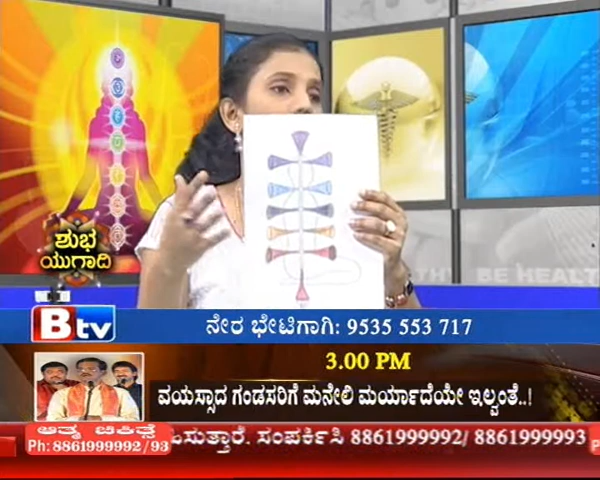 ಶುಭ
ಯುಗಾದಿ
BE HEALT
Btv
ನೇರ ಭೇಟಿಗಾಗಿ: 9535 553 717
3.00 PM
ವಯಸ್ಸಾದ ಗಂಡಸರಿಗೆ ಮನೇಲಿ ಮರ್ಯಾದೆಯೇ ಇಲ್ವಂತೆ..!
ಆತ್ಮ ಚಿಕಿತ್ಸೆ
Ph: 8861999992/93
ಸುತ್ತಾರೆ. ಸಂಪರ್ಕಿಸಿ 8861999992/ 8861999993